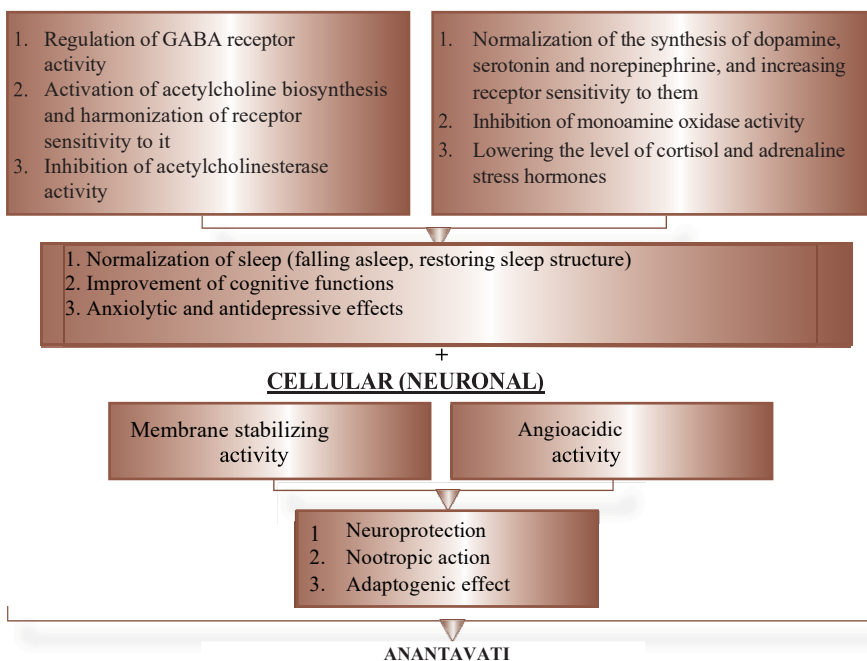 1. Regulation of GABA receptor
activity
2. Activation of acetylcholine biosynthesis
and harmonization of receptor
sensitivity to it
3. Inhibition of acetylcholinesterase
activity
1. Normalization of the synthesis of dopamine,
serotonin and norepinephrine, and increasing
receptor sensitivity to them
2. Inhibition of monoamine oxidase activity
3. Lowering the level of cortisol and adrenaline
stress hormones
1. Normalization of sleep (falling asleep, restoring sleep structure)
2. Improvement of cognitive functions
3. Anxiolytic and antidepressive effects
+
CELLULAR (NEURONAL)
Membrane stabilizing
activity
Angioacidic
activity
1 Neuroprotection
2. Nootropic action
3. Adaptogenic effect
ANANTAVATI